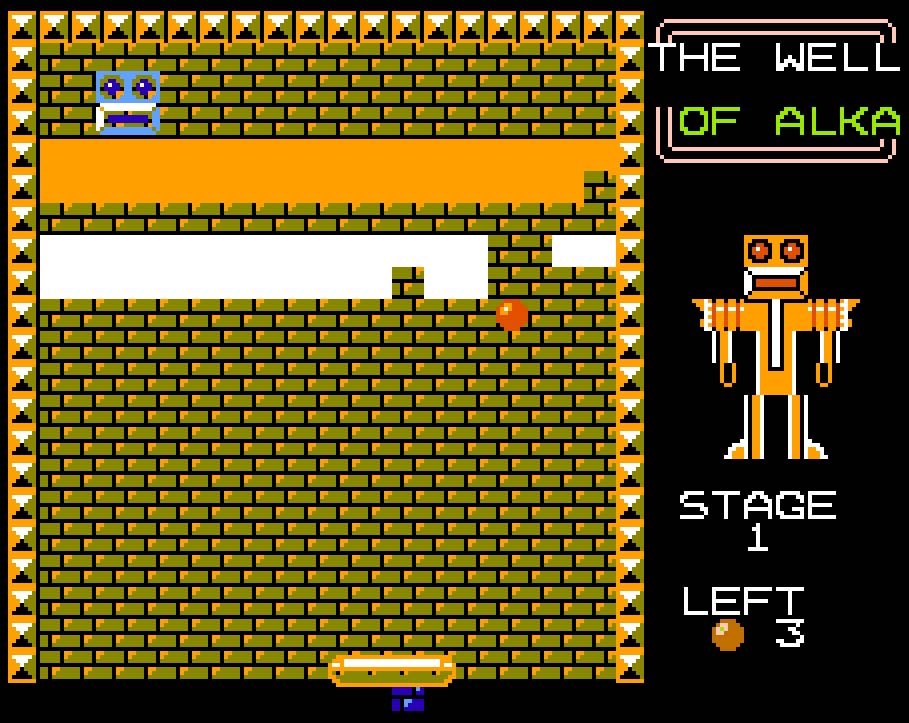 THE WELL
OF ALKA
STAGE
1
LEFT
3